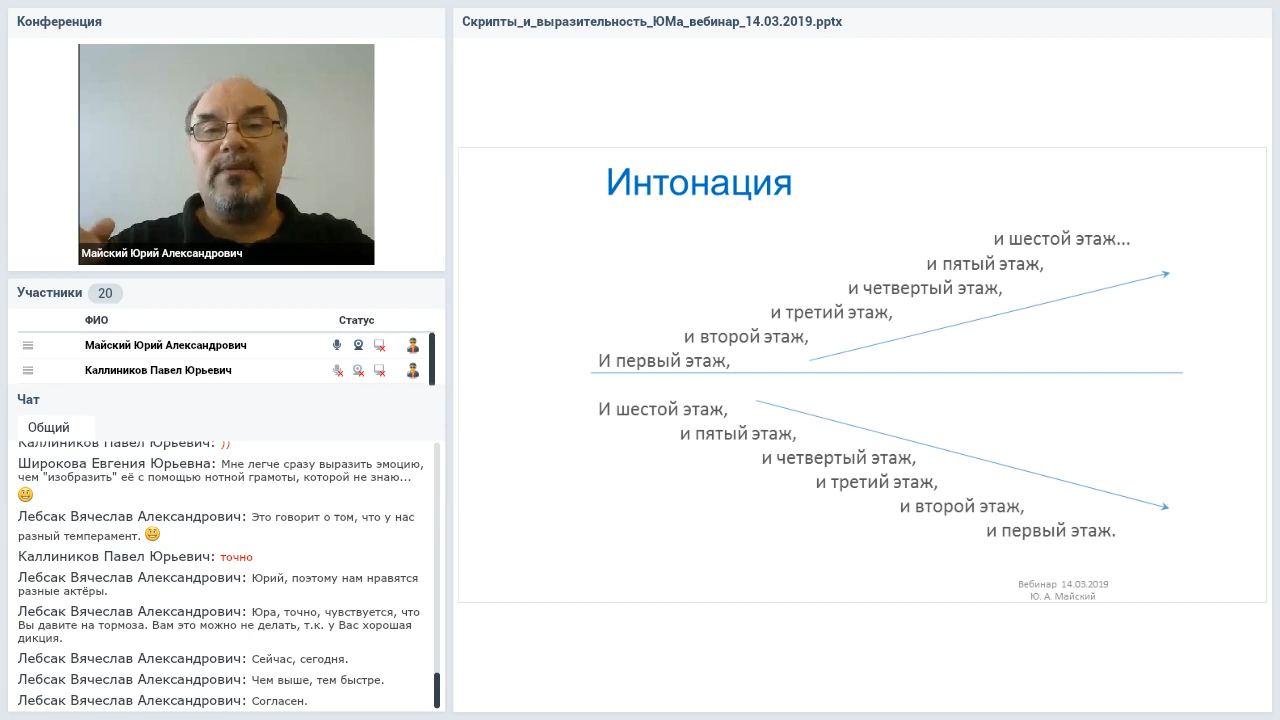 Конференция
Майский Юрий Александрович
Участники 20
ФИО Статус
Майский Юрий Александрович
Каллиников Павел Юрьевич
Чат
Общий
Каллиников Павел Юрьевич: ))
Широкова Евгения Юрьевна: Мне легче сразу выразить эмоцию,
чем "изобразить" её с помощью нотной грамоты, которой не знаю...
Лебсак Вячеслав Александрович: Это говорит о том, что у нас
разный темперамент.
Каллиников Павел Юрьевич: точно
Лебсак Вячеслав Александрович: Юрий, поэтому нам нравятся
разные актёры.
Лебсак Вячеслав Александрович: Юра, точно, чувствуется, что
Вы давите на тормоза. Вам это можно не делать, т.к. у Вас хорошая
дикция.
Лебсак Вячеслав Александрович: Сейчас, сегодня.
Лебсак Вячеслав Александрович: Чем выше, тем быстре.
Лебсак Вячеслав Александрович: Согласен.
Скрипты_и_выразительность_ЮМа_вебинар_14.03.2019.pptx
Интонация
и шестой этаж...
и пятый этаж,
и четвертый этаж,
и третий этаж,
и второй этаж,
И первый этаж,
И шестой этаж,
и пятый этаж,
и четвертый этаж,
и третий этаж,
и второй этаж,
и первый этаж.
Вебинар 14.03.2019
Ю. А. Майский